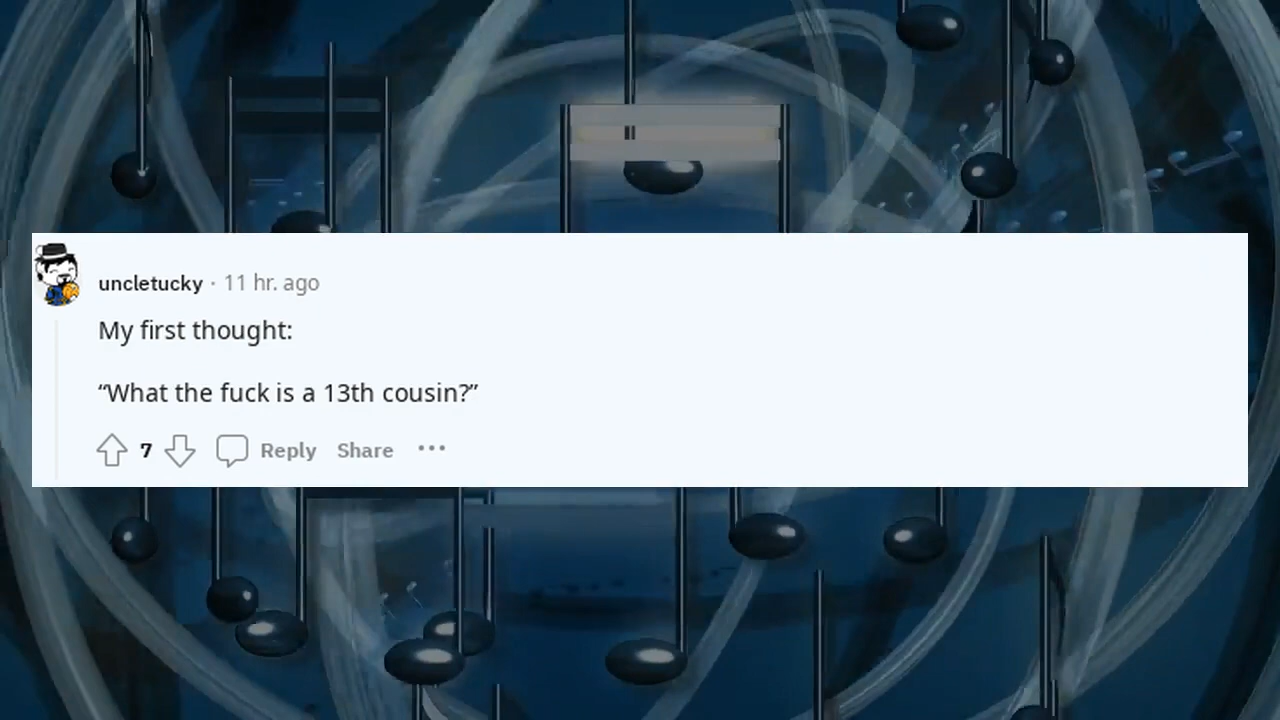 uncletucky · 11 hr. ago
My first thought:
“What the fuck is a 13th cousin?”
7 Reply Share ···